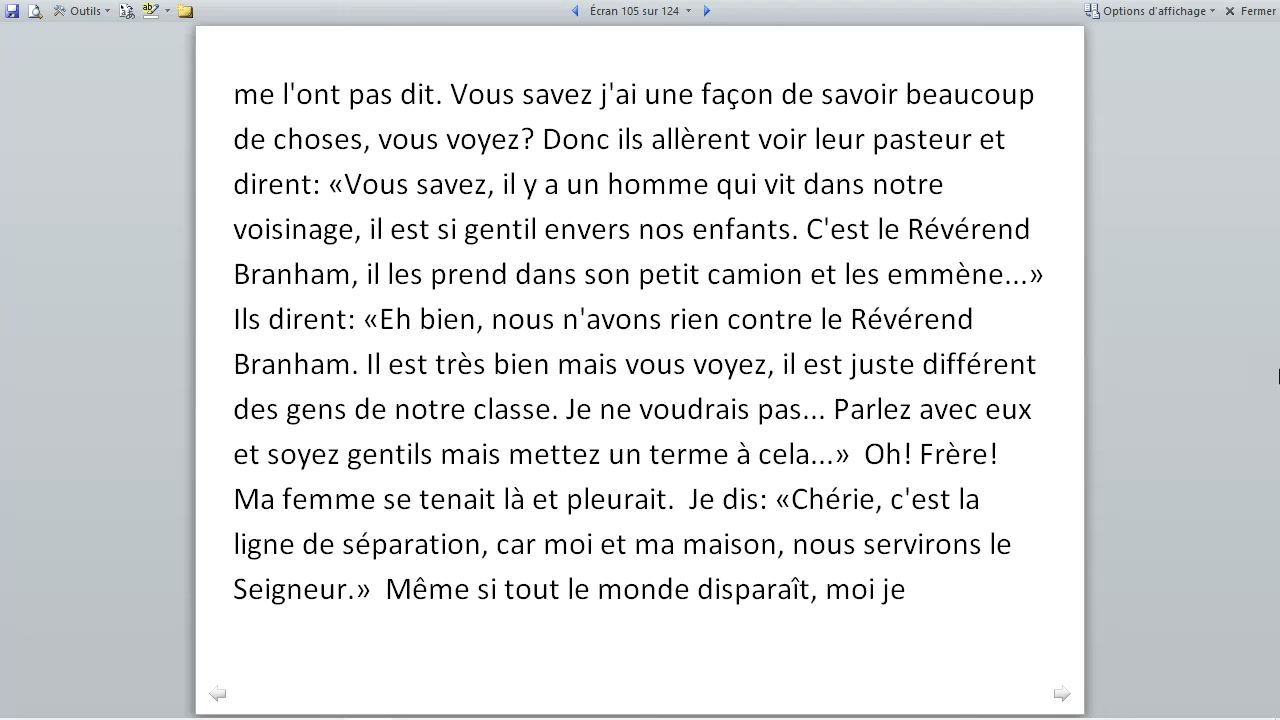 Outils
Écran 105 sur 124
Options d'affichage
Fermer
me l'ont pas dit. Vous savez j'ai une façon de savoir beaucoup
de choses, vous voyez? Donc ils allèrent voir leur pasteur et
dirent: «Vous savez, il y a un homme qui vit dans notre
voisinage, il est si gentil envers nos enfants. C'est le Révérend
Branham, il les prend dans son petit camion et les emmène...»
Ils dirent: «Eh bien, nous n'avons rien contre le Révérend
Branham. Il est très bien mais vous voyez, il est juste différent
des gens de notre classe. Je ne voudrais pas... Parlez avec eux
et soyez gentils mais mettez un terme à cela...»  Oh! Frère!
Ma femme se tenait là et pleurait.  Je dis: «Chérie, c'est la
ligne de séparation, car moi et ma maison, nous servirons le
Seigneur.»  Même si tout le monde disparaît, moi je